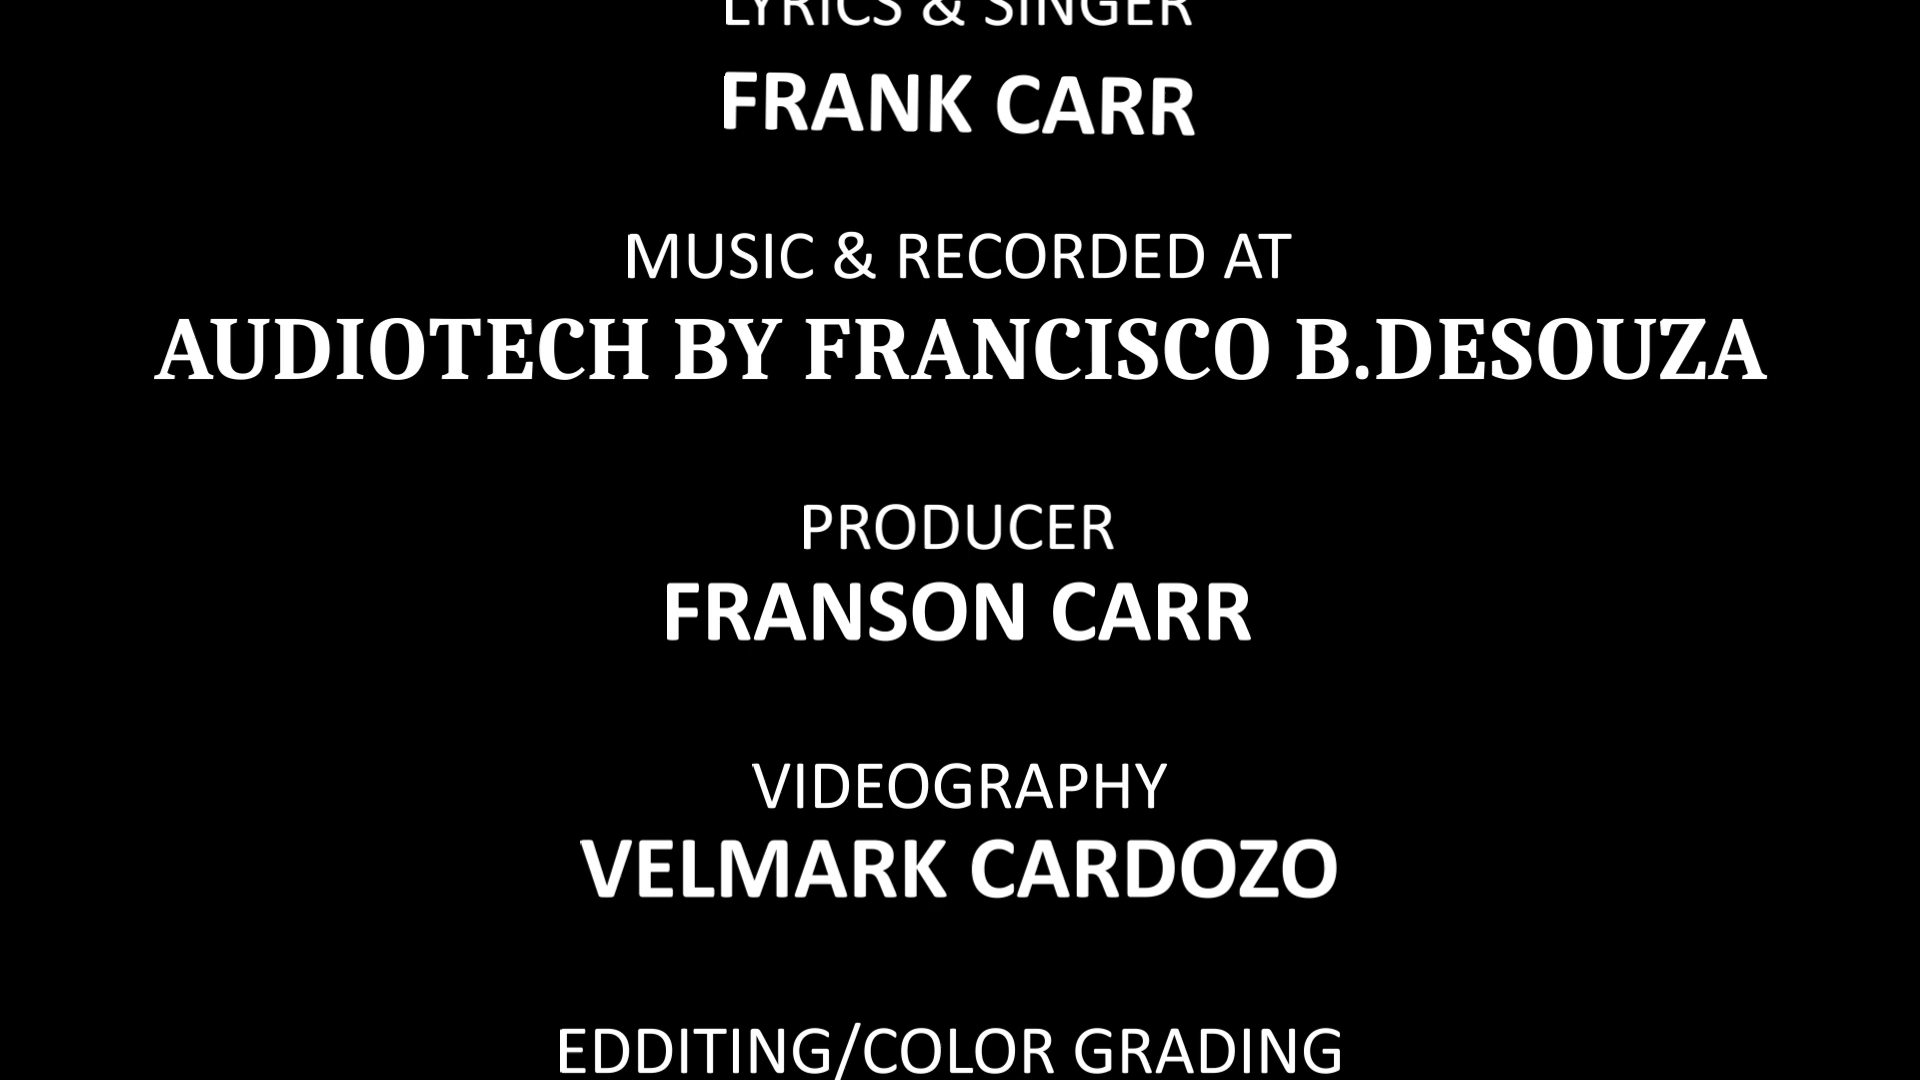 LYRICS & SINGER
FRANK CARR
MUSIC & RECORDED AT
AUDIOTECH BY FRANCISCO B.DESOUZA
PRODUCER
FRANSON CARR
VIDEOGRAPHY
VELMARK CARDOZO
EDDITING/COLOR GRADING